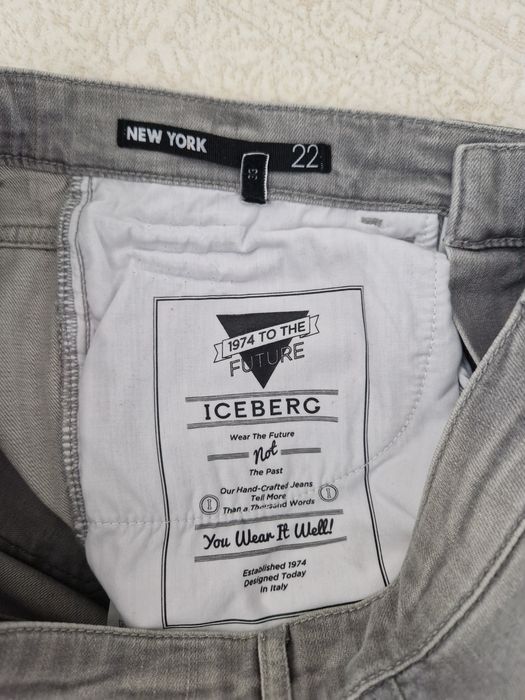 NEW YORK 22
1974 TO THE
FUTURE
ICEBERG
Wear The Future
Not
The Past
Our Hand-Crafted Jeans
Tell More
Than a Thousand Words
You Wear It Well!
Established 1974
Designed Today
In Italy